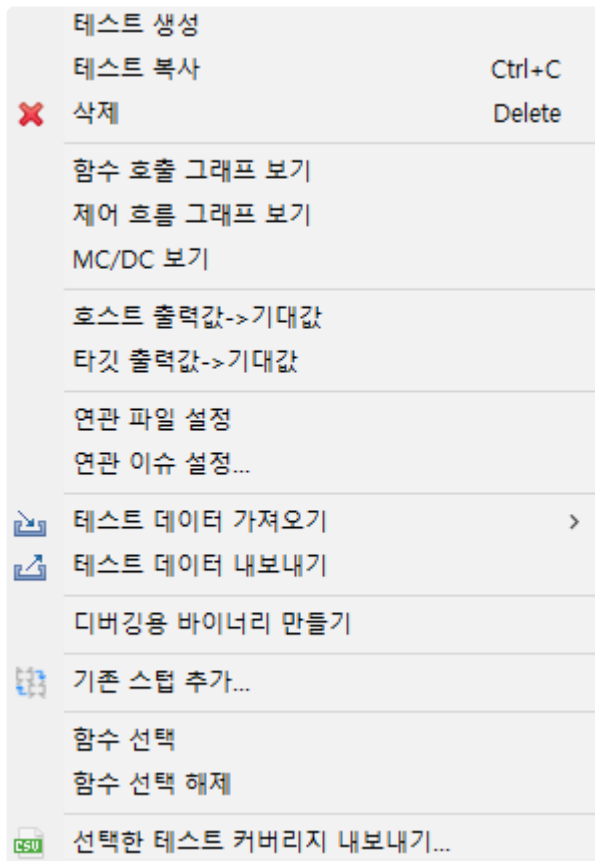 테스트 생성
테스트 복사 Ctrl+C
삭제 Delete
함수 호출 그래프 보기
제어 흐름 그래프 보기
MC/DC 보기
호스트 출력값->기대값
타깃 출력값->기대값
연관 파일 설정
연관 이슈 설정...
테스트 데이터 가져오기
테스트 데이터 내보내기
디버깅용 바이너리 만들기
기존 스텁 추가...
함수 선택
함수 선택 해제
CSV 선택한 테스트 커버리지 내보내기...